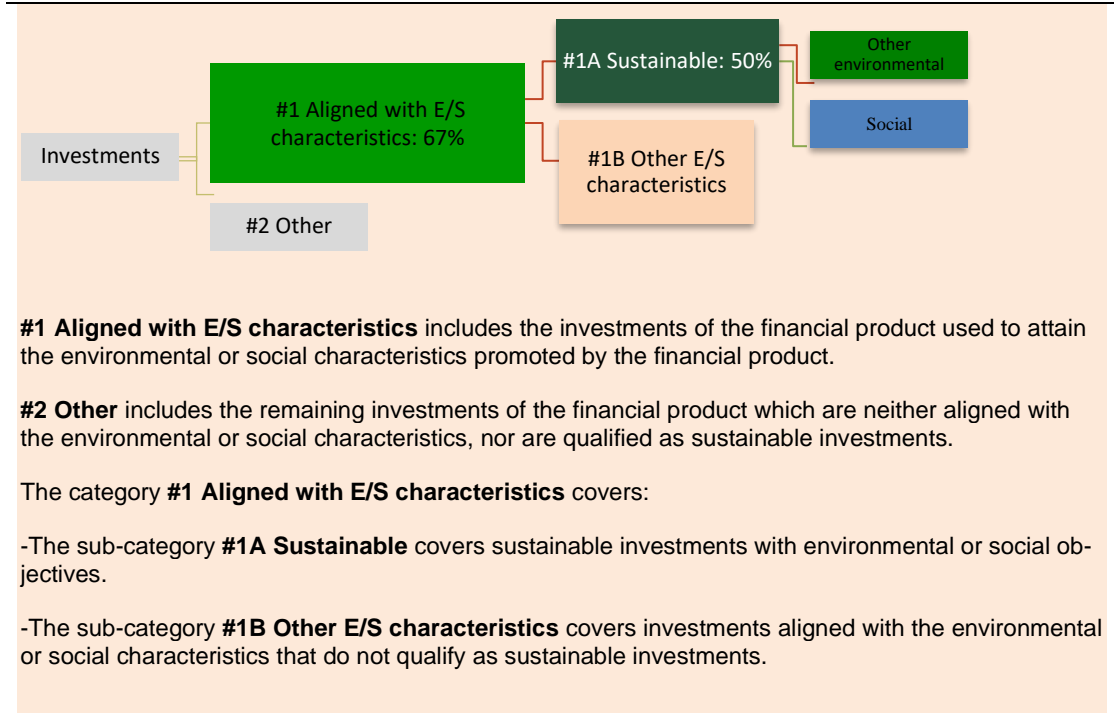 #1A Sustainable: 50%
Other
environmental
#1 Aligned with E/S
characteristics: 67%
Social
Investments
#1B Other E/S
characteristics
#2 Other
#1 Aligned with E/S characteristics includes the investments of the financial product used to attain
the environmental or social characteristics promoted by the financial product.
#2 Other includes the remaining investments of the financial product which are neither aligned with
the environmental or social characteristics, nor are qualified as sustainable investments.
The category #1 Aligned with E/S characteristics covers:
-The sub-category #1A Sustainable covers sustainable investments with environmental or social ob-
jectives.
-The sub-category #1B Other E/S characteristics covers investments aligned with the environmental
or social characteristics that do not qualify as sustainable investments.